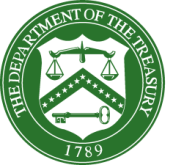 THE DEPARTMENT OF THE TREASURY
1789